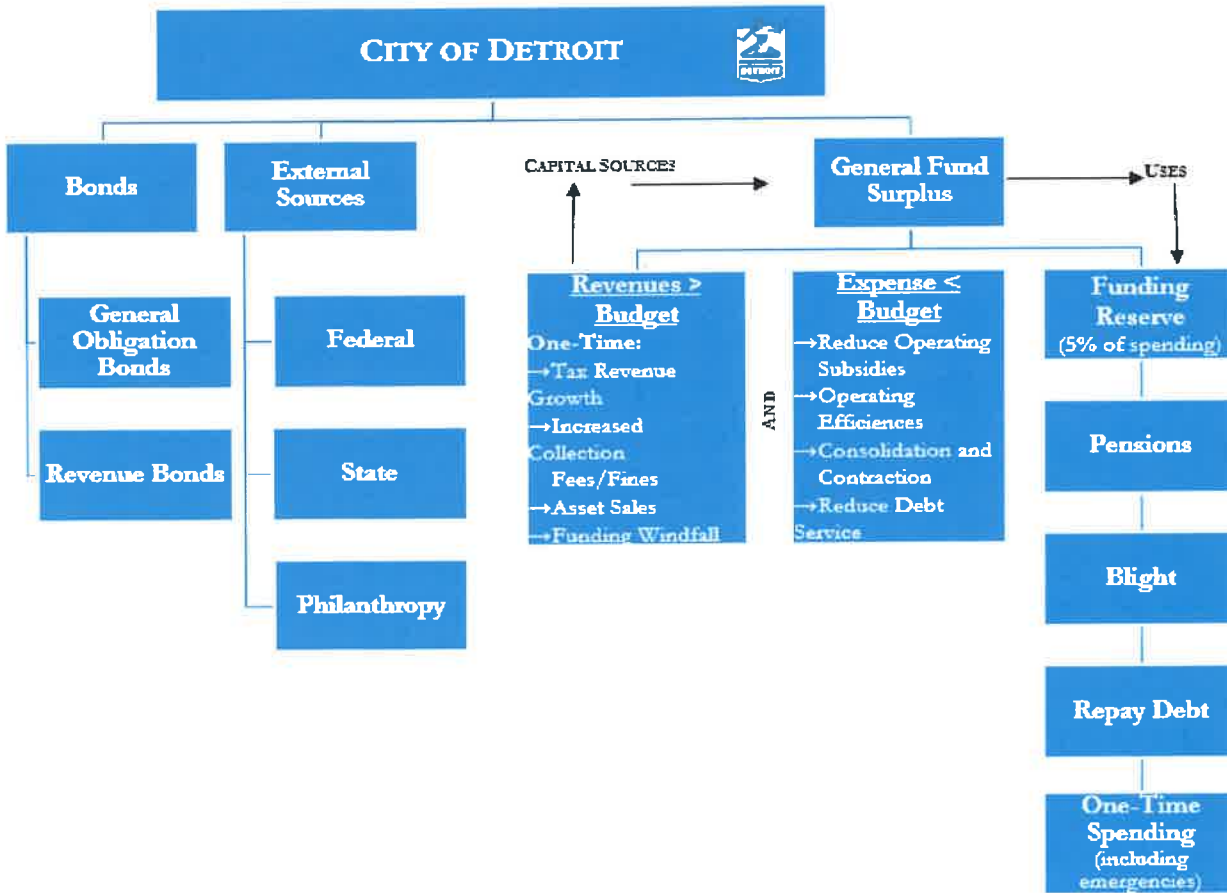 CITY OF DETROIT
DETROIT
Bonds
External
Sources
CAPITAL SOURCES
General Fund
Surplus
USES
General
Obligation
Bonds
Revenue Bonds
Federal
State
Philanthropy
Revenues >
Budget
One-Time:
→Tax Revenue
Growth
→Increased
Collection
Fees/Fines
→Asset Sales
→Funding Windfall
AND
Expense <
Budget
→Reduce Operating
Subsidies
→Operating
Efficiences
→Consolidation and
Contraction
→Reduce Debt
Service
Funding
Reserve
(5% of spending)
Pensions
Blight
Repay Debt
One-Time
Spending
(including
emergencies)